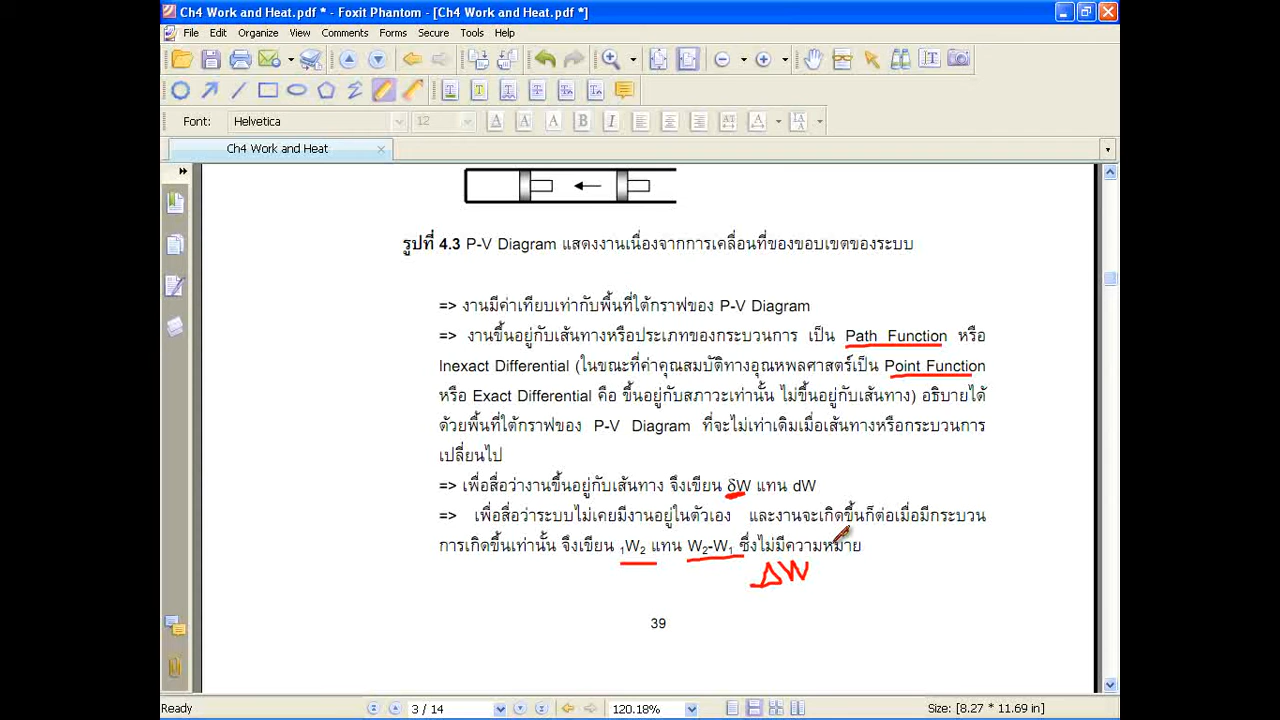 Ch4 Work and Heat.pdf * - Foxit Phantom - [Ch4 Work and Heat.pdf *]
File Edit Organize View Comments Forms Secure Tools Help
Font: Helvetica 12
Ch4 Work and Heat
รูปที่ 4.3 P-V Diagram แสดงงานเนื่องจากการเคลื่อนที่ของขอบเขตของระบบ
=> งานมีค่าเทียบเท่ากับพื้นที่ใต้กราฟของ P-V Diagram
=> งานขึ้นอยู่กับเส้นทางหรือประเภทของกระบวนการ เป็น Path Function หรือ
Inexact Differential (ในขณะที่ค่าคุณสมบัติทางอุณหพลศาสตร์เป็น Point Function
หรือ Exact Differential คือ ขึ้นอยู่กับสภาวะเท่านั้น ไม่ขึ้นอยู่กับเส้นทาง) อธิบายได้
ด้วยพื้นที่ใต้กราฟของ P-V Diagram ที่จะไม่เท่าเดิมเมื่อเส้นทางหรือกระบวนการ
เปลี่ยนไป
=> เพื่อสื่อว่างานขึ้นอยู่กับเส้นทาง จึงเขียน δW แทน dW
=> เพื่อสื่อว่าระบบไม่เคยมีงานอยู่ในตัวเอง และงานจะเกิดขึ้นก็ต่อเมื่อมีกระบวน
การเกิดขึ้นเท่านั้น จึงเขียน ₁W₂ แทน W₂-W₁ ซึ่งไม่มีความหมาย
ΔW
39
Ready 3 / 14 120.18% Size: [8.27 * 11.69 in]